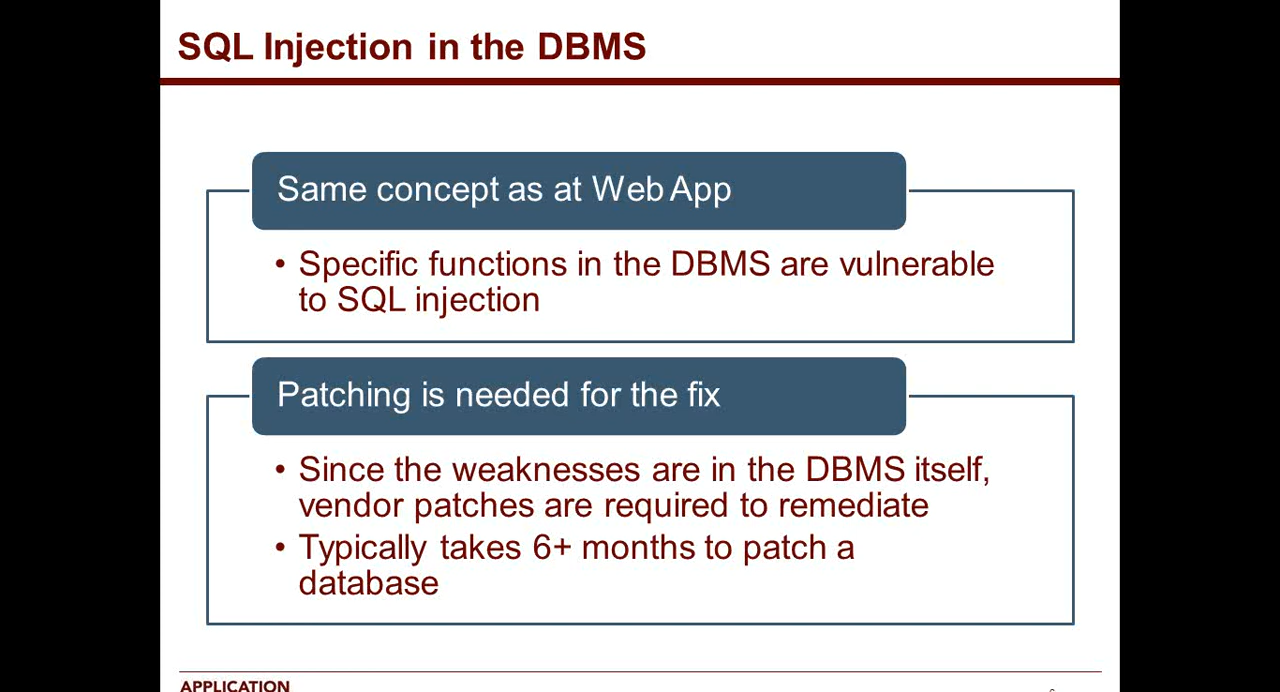 SQL Injection in the DBMS
Same concept as at Web App
• Specific functions in the DBMS are vulnerable
to SQL injection
Patching is needed for the fix
• Since the weaknesses are in the DBMS itself,
vendor patches are required to remediate
• Typically takes 6+ months to patch a
database
APPLICATION